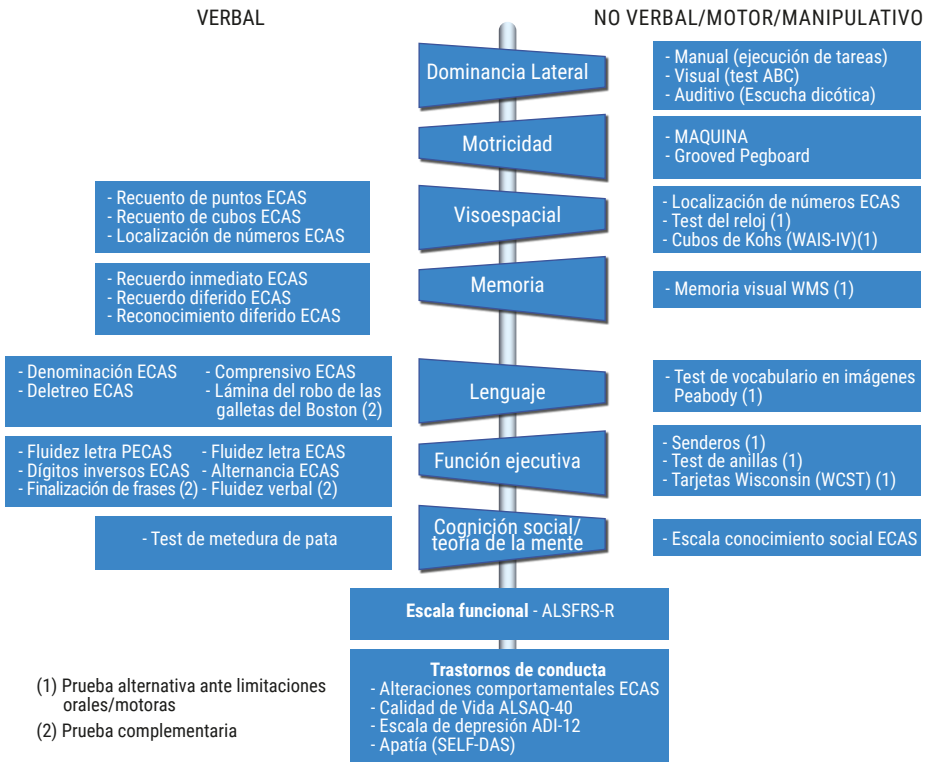 VERBAL
NO VERBAL/MOTOR/MANIPULATIVO
Dominancia Lateral
- Manual (ejecución de tareas)
- Visual (test ABC)
- Auditivo (Escucha dicótica)
Motricidad
- MAQUINA
- Grooved Pegboard
- Recuento de puntos ECAS
- Recuento de cubos ECAS
- Localización de números ECAS
Visoespacial
- Localización de números ECAS
- Test del reloj (1)
- Cubos de Kohs (WAIS-IV)(1)
- Recuerdo inmediato ECAS
- Recuerdo diferido ECAS
- Reconocimiento diferido ECAS
Memoria
- Memoria visual WMS (1)
- Denominación ECAS
- Deletreo ECAS
- Comprensivo ECAS
- Lámina del robo de las
galletas del Boston (2)
Lenguaje
- Test de vocabulario en imágenes
Peabody (1)
- Fluidez letra PECAS
- Dígitos inversos ECAS
- Finalización de frases (2)
- Fluidez letra ECAS
- Alternancia ECAS
- Fluidez verbal (2)
Función ejecutiva
- Senderos (1)
- Test de anillas (1)
- Tarjetas Wisconsin (WCST) (1)
- Test de metedura de pata
Cognición social/
teoría de la mente
- Escala conocimiento social ECAS
Escala funcional - ALSFRS-R
Trastornos de conducta
- Alteraciones comportamentales ECAS
- Calidad de Vida ALSAQ-40
- Escala de depresión ADI-12
- Apatía (SELF-DAS)
(1) Prueba alternativa ante limitaciones
orales/motoras
(2) Prueba complementaria